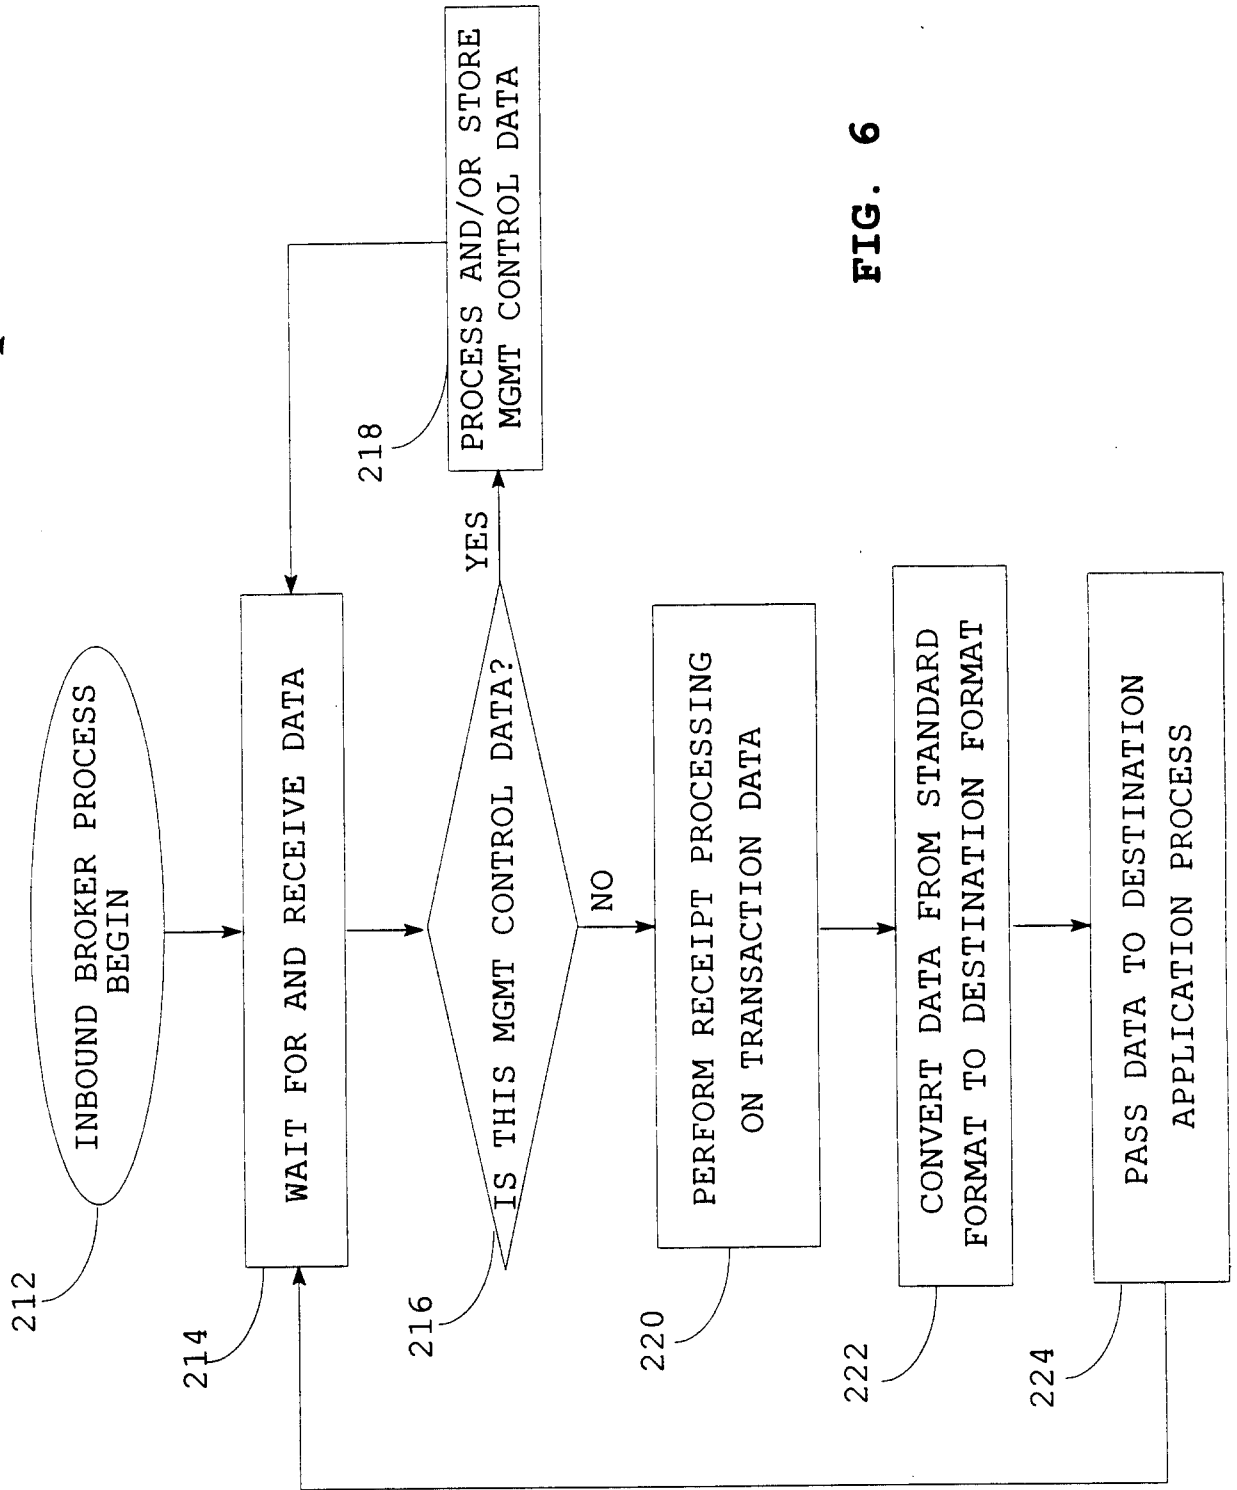 212
INBOUND BROKER PROCESS
BEGIN
214
WAIT FOR AND RECEIVE DATA
216
IS THIS MGMT CONTROL DATA?
YES
218
PROCESS AND/OR STORE
MGMT CONTROL DATA
NO
220
PERFORM RECEIPT PROCESSING
ON TRANSACTION DATA
222
CONVERT DATA FROM STANDARD
FORMAT TO DESTINATION FORMAT
224
PASS DATA TO DESTINATION
APPLICATION PROCESS
FIG. 6